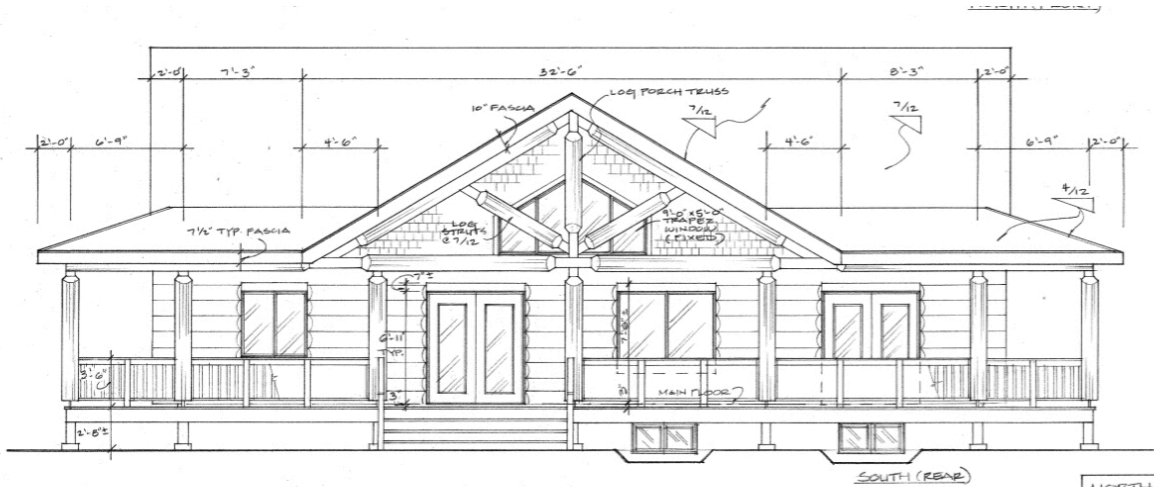 2'-0" 7'-3" 32'-6" 8'-3" 2'-0"
LOG PORCH TRUSS
10" FASCIA
7/12
7/12
2'-0" 6'-9" 4'-6" 4'-6" 6'-9" 2'-0"
4/12
LOG
STRUTS
@ 7/12
9'-0" x 5'-0"
TRAPEZ.
WINDOW
(FIXED)
7 1/2" TYP. FASCIA
7" ±
6'-11"
TYP.
3'-6"
3"
MAIN FLOOR
2'-8" ±
SOUTH (REAR)
NORTH